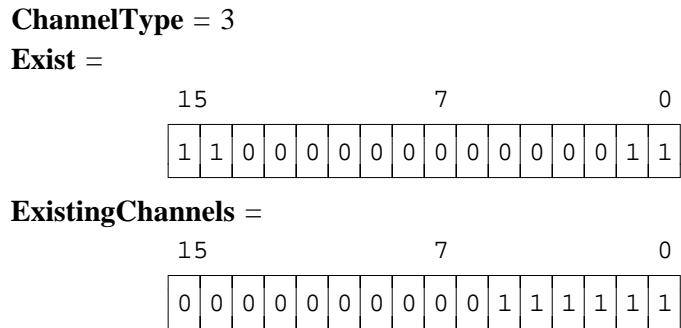 ChannelType = 3
Exist =
15 7 0
1 1 0 0 0 0 0 0 0 0 0 0 0 0 1 1
ExistingChannels =
15 7 0
0 0 0 0 0 0 0 0 0 0 1 1 1 1 1 1